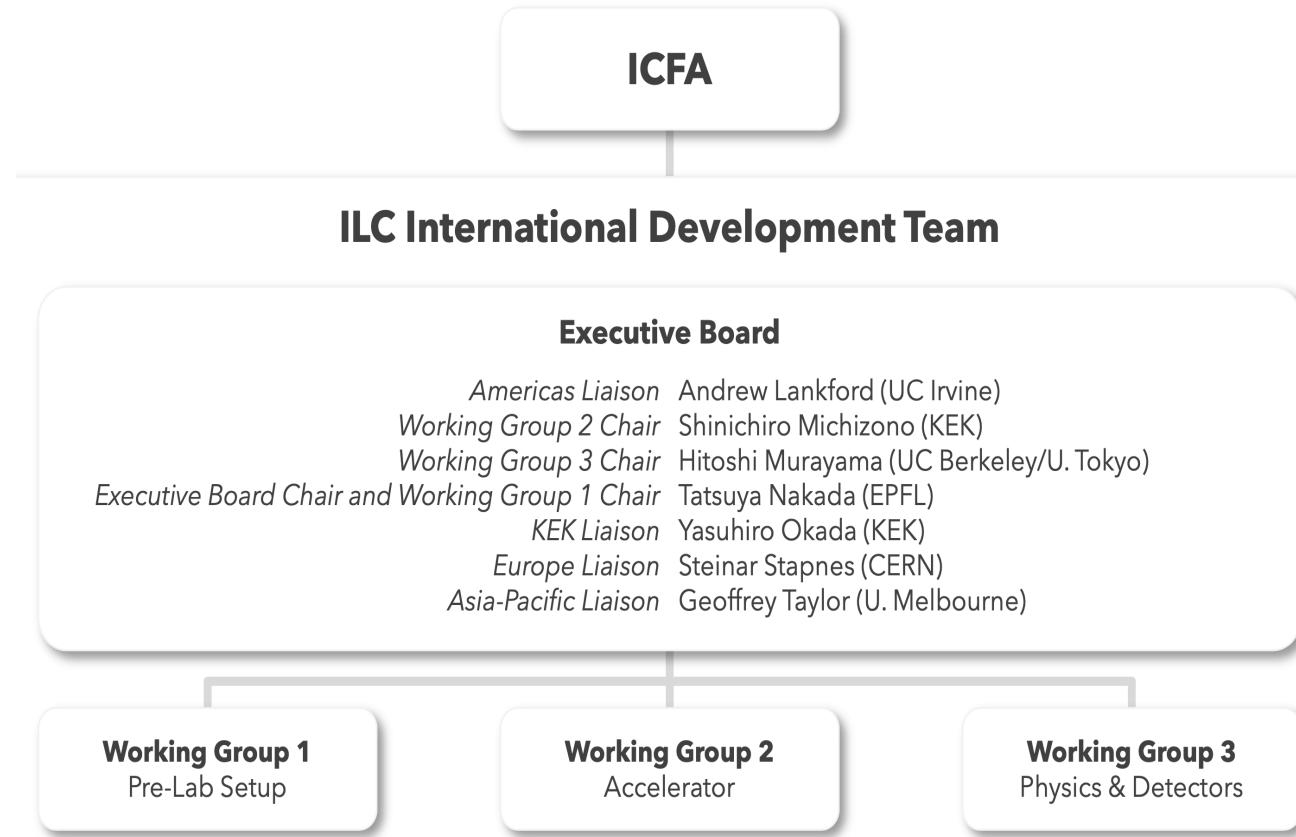 ICFA
ILC International Development Team
Executive Board
Americas Liaison Andrew Lankford (UC Irvine)
Working Group 2 Chair Shinichiro Michizono (KEK)
Working Group 3 Chair Hitoshi Murayama (UC Berkeley/U. Tokyo)
Executive Board Chair and Working Group 1 Chair Tatsuya Nakada (EPFL)
KEK Liaison Yasuhiro Okada (KEK)
Europe Liaison Steinar Stapnes (CERN)
Asia-Pacific Liaison Geoffrey Taylor (U. Melbourne)
Working Group 1
Pre-Lab Setup
Working Group 2
Accelerator
Working Group 3
Physics & Detectors